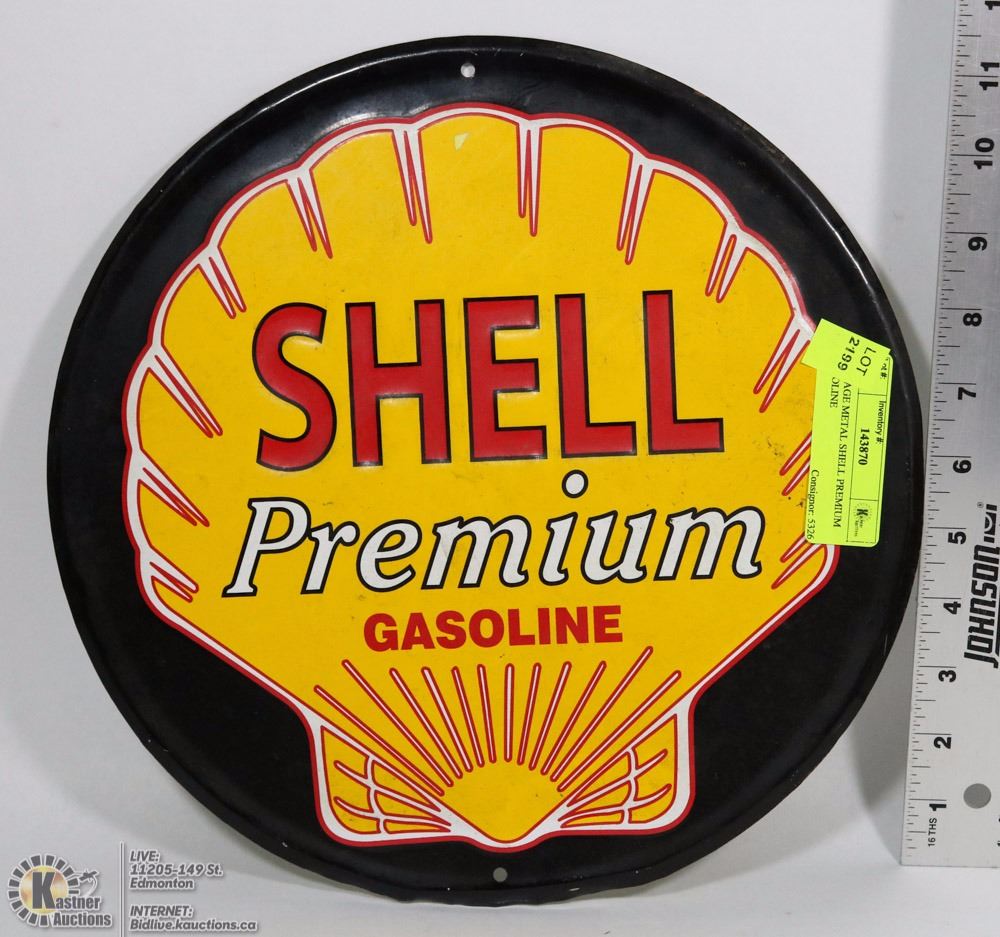 SHELL
Premium
GASOLINE
LOT
2199
Inventory #:
143870
AGE METAL SHELL PREMIUM
OLINE
Consignor: 5326
Kastner
Auctions
11
10
9
8
7
6
5
4
3
2
1
16THS
JOHNSON
Kastner
Auctions
LIVE:
11205-149 St.
Edmonton
INTERNET:
Bidlive.kauctions.ca